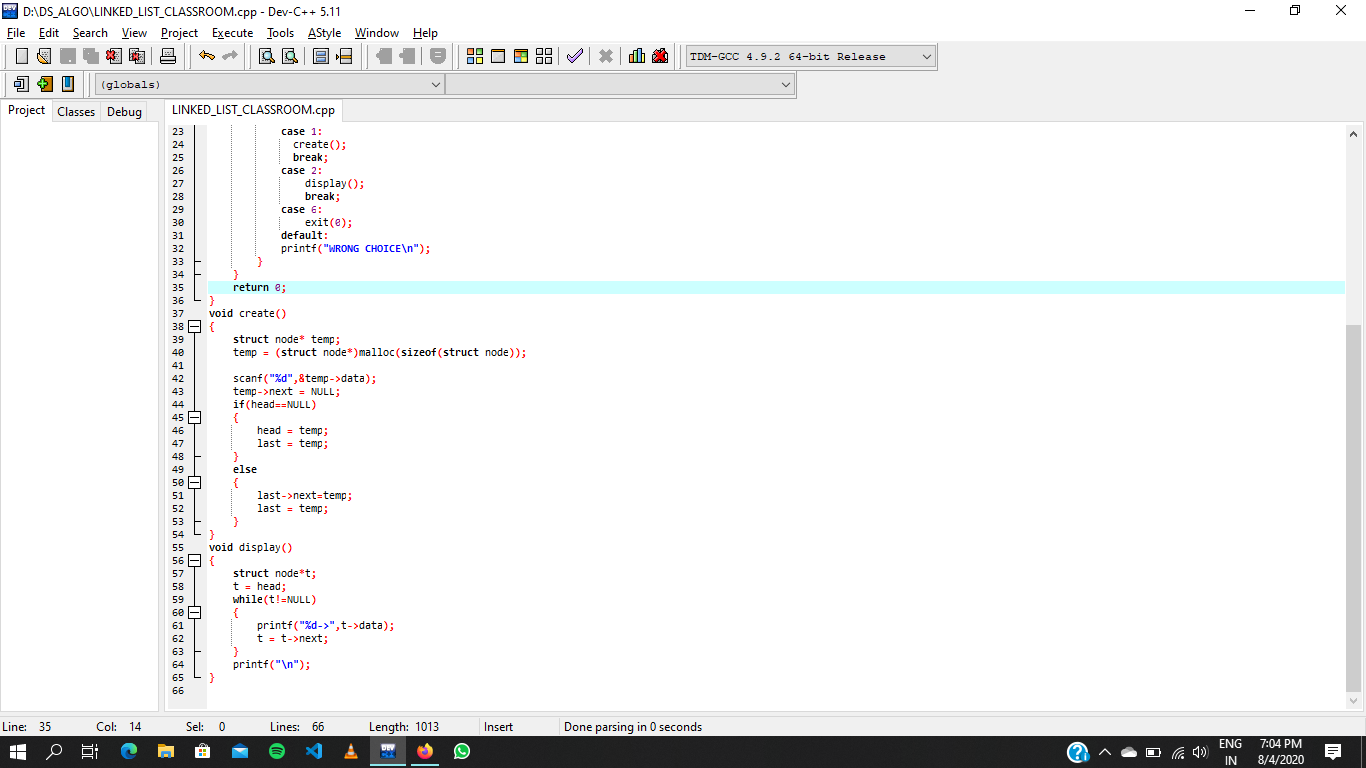 D:\DS_ALGO\LINKED_LIST_CLASSROOM.cpp - Dev-C++ 5.11
File Edit Search View Project Execute Tools AStyle Window Help
TDM-GCC 4.9.2 64-bit Release
(globals)
Project Classes Debug
LINKED_LIST_CLASSROOM.cpp
23 case 1:
24 create();
25 break;
26 case 2:
27 display();
28 break;
29 case 6:
30 exit(0);
31 default:
32 printf("WRONG CHOICE\n");
33 }
34 }
35 return 0;
36 }
37 void create()
38 {
39 struct node* temp;
40 temp = (struct node*)malloc(sizeof(struct node));
41
42 scanf("%d",&temp->data);
43 temp->next = NULL;
44 if(head==NULL)
45 {
46 head = temp;
47 last = temp;
48 }
49 else
50 {
51 last->next=temp;
52 last = temp;
53 }
54 }
55 void display()
56 {
57 struct node*t;
58 t = head;
59 while(t!=NULL)
60 {
61 printf("%d->",t->data);
62 t = t->next;
63 }
64 printf("\n");
65 }
66
Line: 35 Col: 14 Sel: 0 Lines: 66 Length: 1013 Insert Done parsing in 0 seconds
DEV
ENG
IN
7:04 PM
8/4/2020